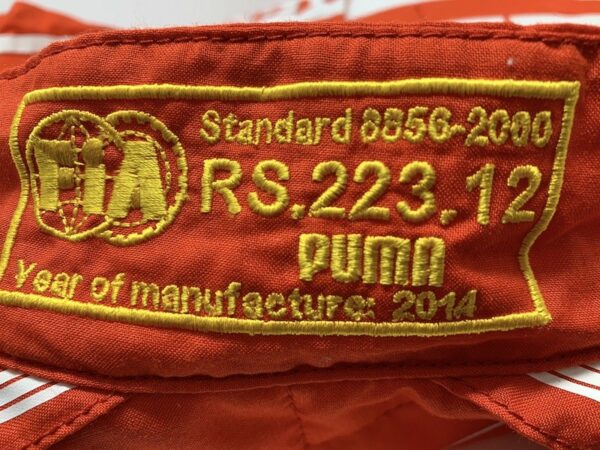 FIA
Standard 8856-2000
RS.223.12
PUMA
Year of manufacture: 2014